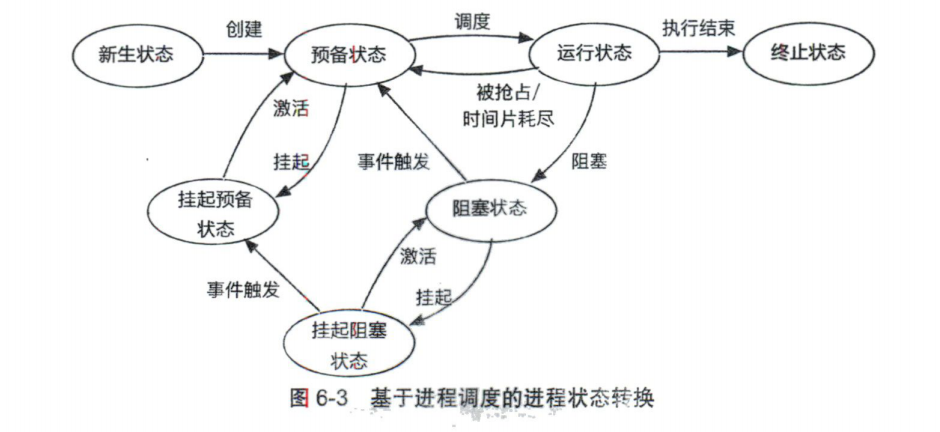 创建
调度
执行结束
新生状态
预备状态
运行状态
终止状态
被抢占/
时间片耗尽
激活
挂起
事件触发
阻塞
挂起预备
状态
阻塞状态
激活
事件触发
挂起
挂起阻塞
状态
图 6-3 基于进程调度的进程状态转换